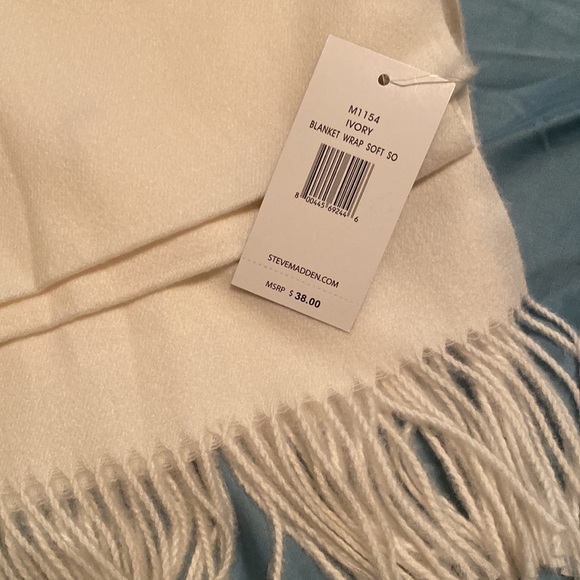 M1154
IVORY
BLANKET WRAP SOFT SO
8 00445 69244 6
STEVEMADDEN.COM
MSRP $ 38.00